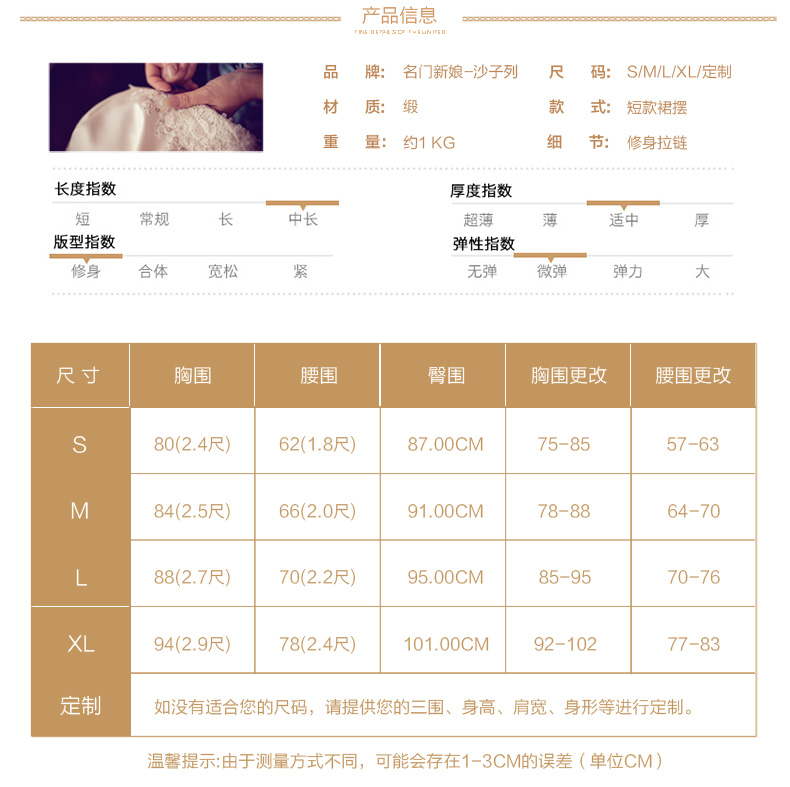 产品信息
FINE DETAILS OF THE LIMITED
品 牌: 名门新娘-沙子列 尺 码: S/M/L/XL/定制
材 质: 缎 款 式: 短款裙摆
重 量: 约1 KG 细 节: 修身拉链
长度指数 厚度指数
短 常规 长 中长 超薄 薄 适中 厚
版型指数 弹性指数
修身 合体 宽松 紧 无弹 微弹 弹力 大
尺寸 胸围 腰围 臀围 胸围更改 腰围更改
S 80(2.4尺) 62(1.8尺) 87.00CM 75-85 57-63
M 84(2.5尺) 66(2.0尺) 91.00CM 78-88 64-70
L 88(2.7尺) 70(2.2尺) 95.00CM 85-95 70-76
XL 94(2.9尺) 78(2.4尺) 101.00CM 92-102 77-83
定制 如没有适合您的尺码，请提供您的三围、身高、肩宽、身形等进行定制。
温馨提示:由于测量方式不同，可能会存在1-3CM的误差（单位CM）